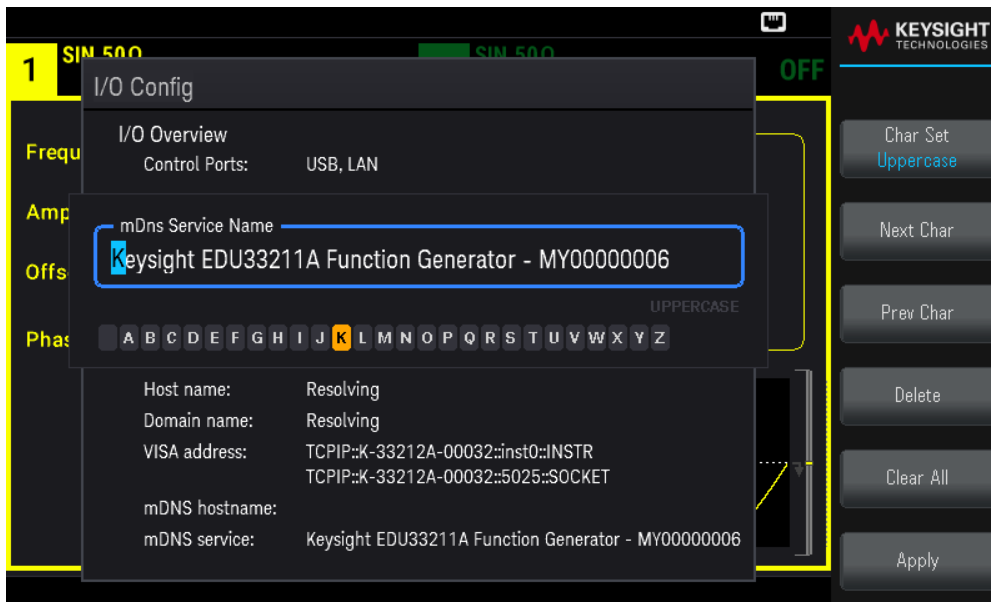 KEYSIGHT
TECHNOLOGIES
1
SIN 50Ω
SIN 50Ω
OFF
I/O Config
I/O Overview
Control Ports: USB, LAN
Frequ
Amp
Offs
Phas
mDns Service Name
Keysight EDU33211A Function Generator - MY00000006
UPPERCASE
A B C D E F G H I J K L M N O P Q R S T U V W X Y Z
Host name: Resolving
Domain name: Resolving
VISA address: TCPIP::K-33212A-00032::inst0::INSTR
TCPIP::K-33212A-00032::5025::SOCKET
mDNS hostname:
mDNS service: Keysight EDU33211A Function Generator - MY00000006
Char Set
Uppercase
Next Char
Prev Char
Delete
Clear All
Apply